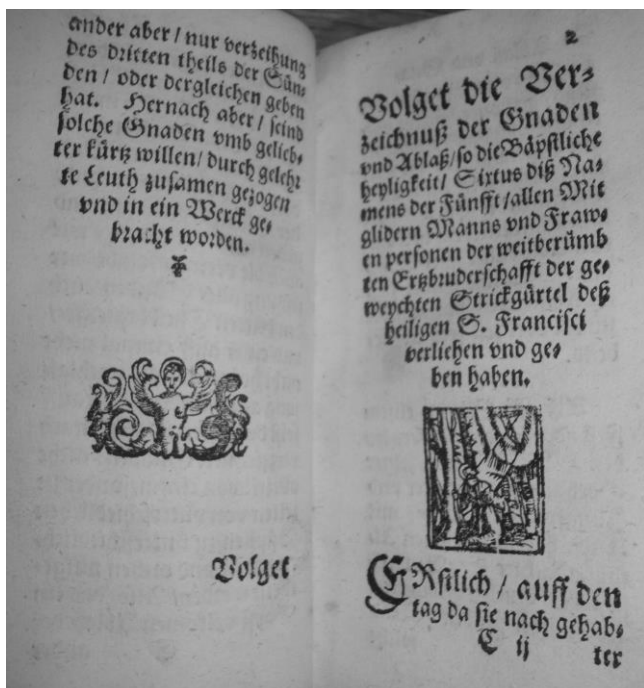 ander aber / nur verzeihung
des dritten theils der Sün-
den / oder dergleichen geben
hat. Hernach aber / seind
solche Gnaden vmb gelieb-
ter kürtz willen / durch gelehr
te Leuth zusamen gezogen
vnd in ein Werck ge-
bracht worden.
Volget
2
Volget die Ver-
zeichnuß der Gnaden
vnd Ablaß / so die Bäpstliche
heyligkeit / Sixtus diß Na-
mens der Fünfft / allen Mit
glidern Manns vnd Fraw-
en personen der weitberümb
ten Ertzbruderschafft der ge-
weychten Strickgürtel deß
heiligen S. Francisci
verlihen vnd ge-
ben haben.
ERstlich / auff den
tag da sie nach gehab-
C ij
ter